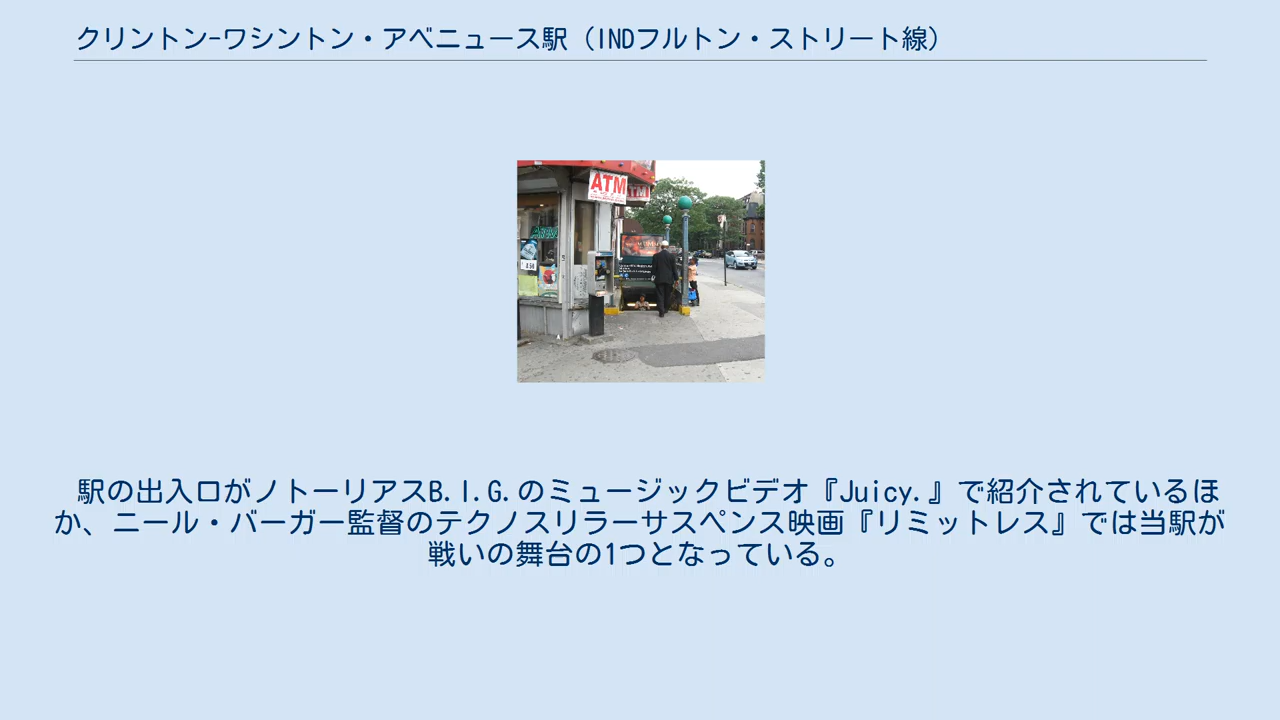 クリントン-ワシントン・アベニュース駅（INDフルトン・ストリート線）
ATM
駅の出入口がノトーリアスB.I.G.のミュージックビデオ『Juicy.』で紹介されているほ
か、ニール・バーガー監督のテクノスリラーサスペンス映画『リミットレス』では当駅が
戦いの舞台の1つとなっている。